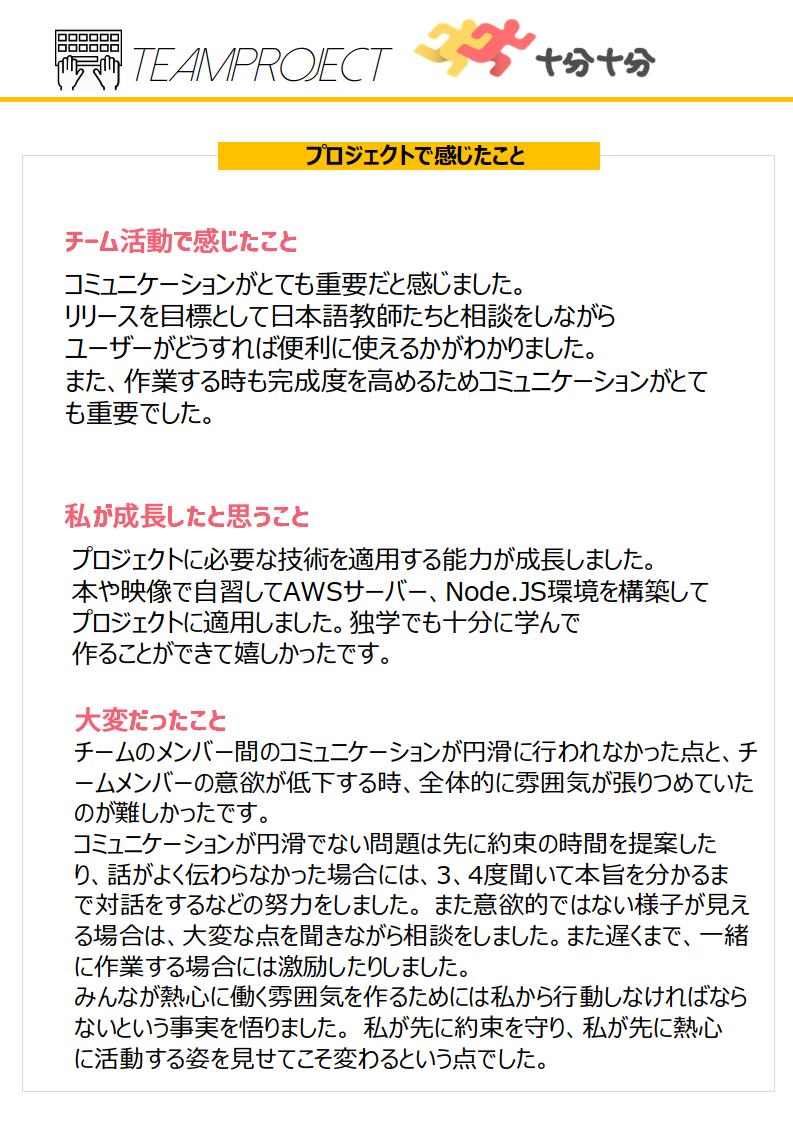 TEAMPROJECT
十分十分
プロジェクトで感じたこと
チーム活動で感じたこと
コミュニケーションがとても重要だと感じました。
リリースを目標として日本語教師たちと相談をしながら
ユーザーがどうすれば便利に使えるかがわかりました。
また、作業する時も完成度を高めるためコミュニケーションがとて
も重要でした。
私が成長したと思うこと
プロジェクトに必要な技術を適用する能力が成長しました。
本や映像で自習してAWSサーバー、Node.JS環境を構築して
プロジェクトに適用しました。独学でも十分に学んで
作ることができて嬉しかったです。
大変だったこと
チームのメンバー間のコミュニケーションが円滑に行われなかった点と、チ
ームメンバーの意欲が低下する時、全体的に雰囲気が張りつめていた
のが難しかったです。
コミュニケーションが円滑でない問題は先に約束の時間を提案した
り、話がよく伝わらなかった場合には、3、4度聞いて本旨を分かるま
で対話をするなどの努力をしました。また意欲的ではない様子が見え
る場合は、大変な点を聞きながら相談をしました。また遅くまで、一緒
に作業する場合には激励したりしました。
みんなが熱心に働く雰囲気を作るためには私から行動しなければなら
ないという事実を悟りました。 私が先に約束を守り、私が先に熱心
に活動する姿を見せてこそ変わるという点でした。